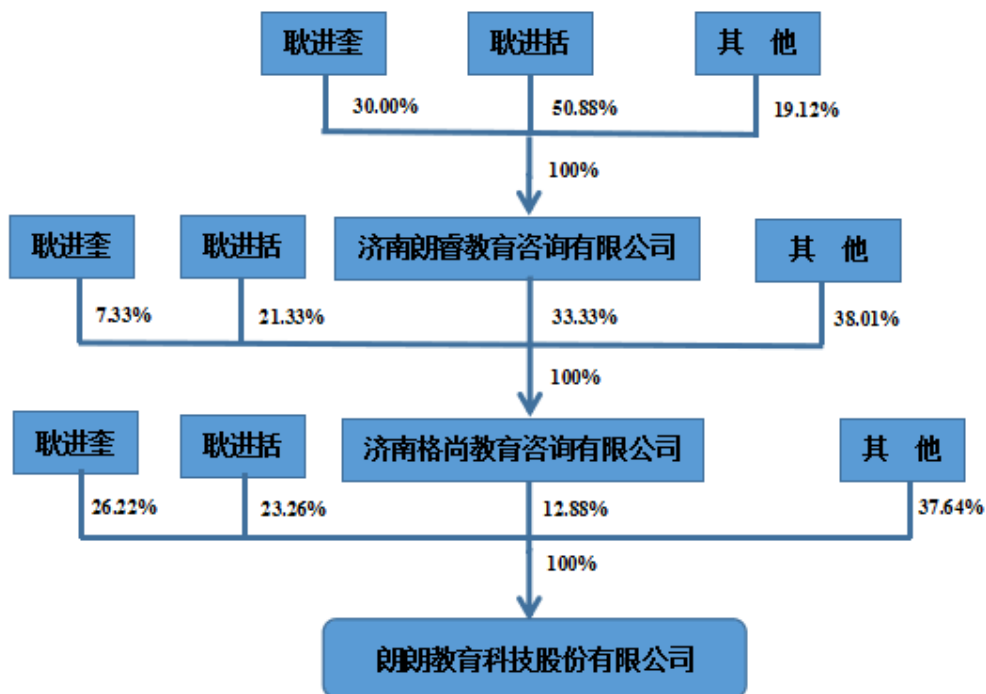 耿进奎
耿进括
其 他
30.00%
50.88%
19.12%
100%
耿进奎
耿进括
济南朗睿教育咨询有限公司
其 他
7.33%
21.33%
33.33%
38.01%
100%
耿进奎
耿进括
济南格尚教育咨询有限公司
其 他
26.22%
23.26%
12.88%
37.64%
100%
朗朗教育科技股份有限公司